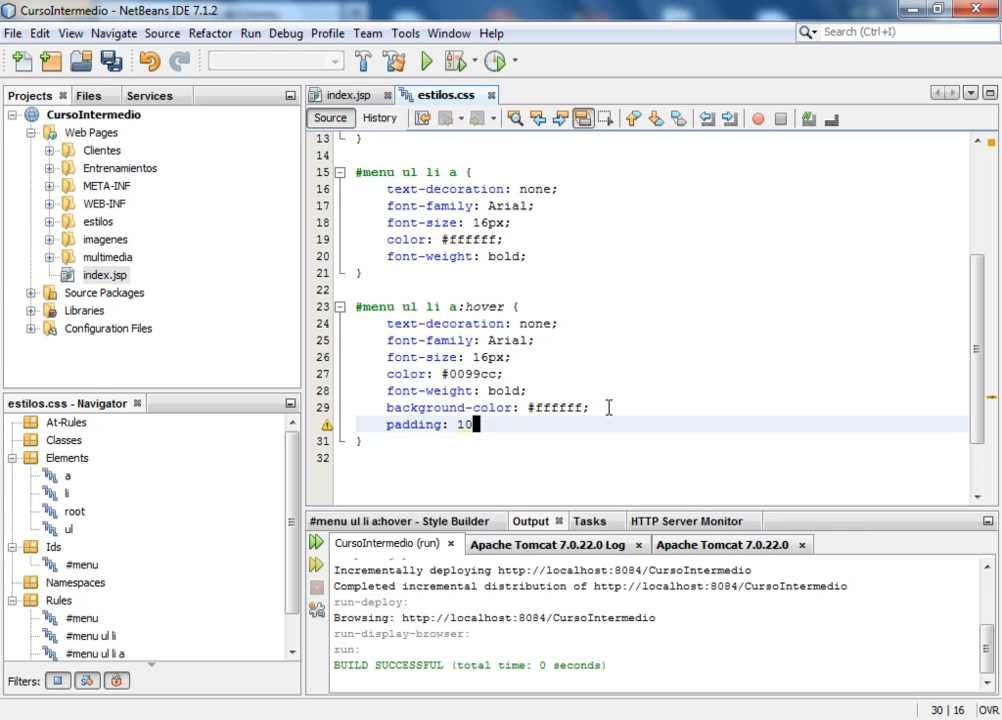 CursoIntermedio - NetBeans IDE 7.1.2
File Edit View Navigate Source Refactor Run Debug Profile Team Tools Window Help
Search (Ctrl+I)
Projects Files Services
CursoIntermedio
Web Pages
Clientes
Entrenamientos
META-INF
WEB-INF
estilos
imagenes
multimedia
index.jsp
Source Packages
Libraries
Configuration Files
estilos.css - Navigator
At-Rules
Classes
Elements
a
li
root
ul
Ids
#menu
Namespaces
Rules
#menu
#menu ul li
#menu ul li a
Filters:
index.jsp estilos.css
Source History
13 }
14
15 #menu ul li a {
16 text-decoration: none;
17 font-family: Arial;
18 font-size: 16px;
19 color: #ffffff;
20 font-weight: bold;
21 }
22
23 #menu ul li a:hover {
24 text-decoration: none;
25 font-family: Arial;
26 font-size: 16px;
27 color: #0099cc;
28 font-weight: bold;
29 background-color: #ffffff;
padding: 10
31 }
32
#menu ul li a:hover - Style Builder Output Tasks HTTP Server Monitor
CursoIntermedio (run) Apache Tomcat 7.0.22.0 Log Apache Tomcat 7.0.22.0
Incrementally deploying http://localhost:8084/CursoIntermedio
Completed incremental distribution of http://localhost:8084/CursoIntermedio
run-deploy:
Browsing: http://localhost:8084/CursoIntermedio
run-display-browser:
run:
BUILD SUCCESSFUL (total time: 0 seconds)
30 | 16 OVR